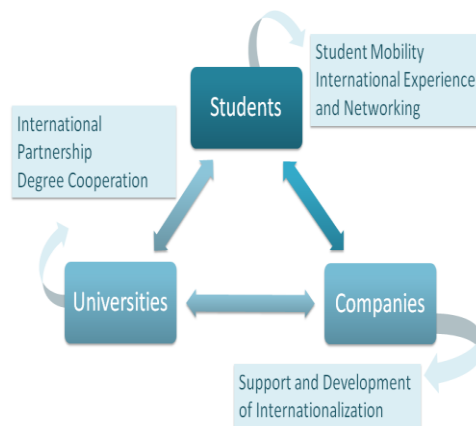 Student Mobility
International Experience
and Networking
Students
International
Partnership
Degree Cooperation
Universities
Companies
Support and Development
of Internationalization